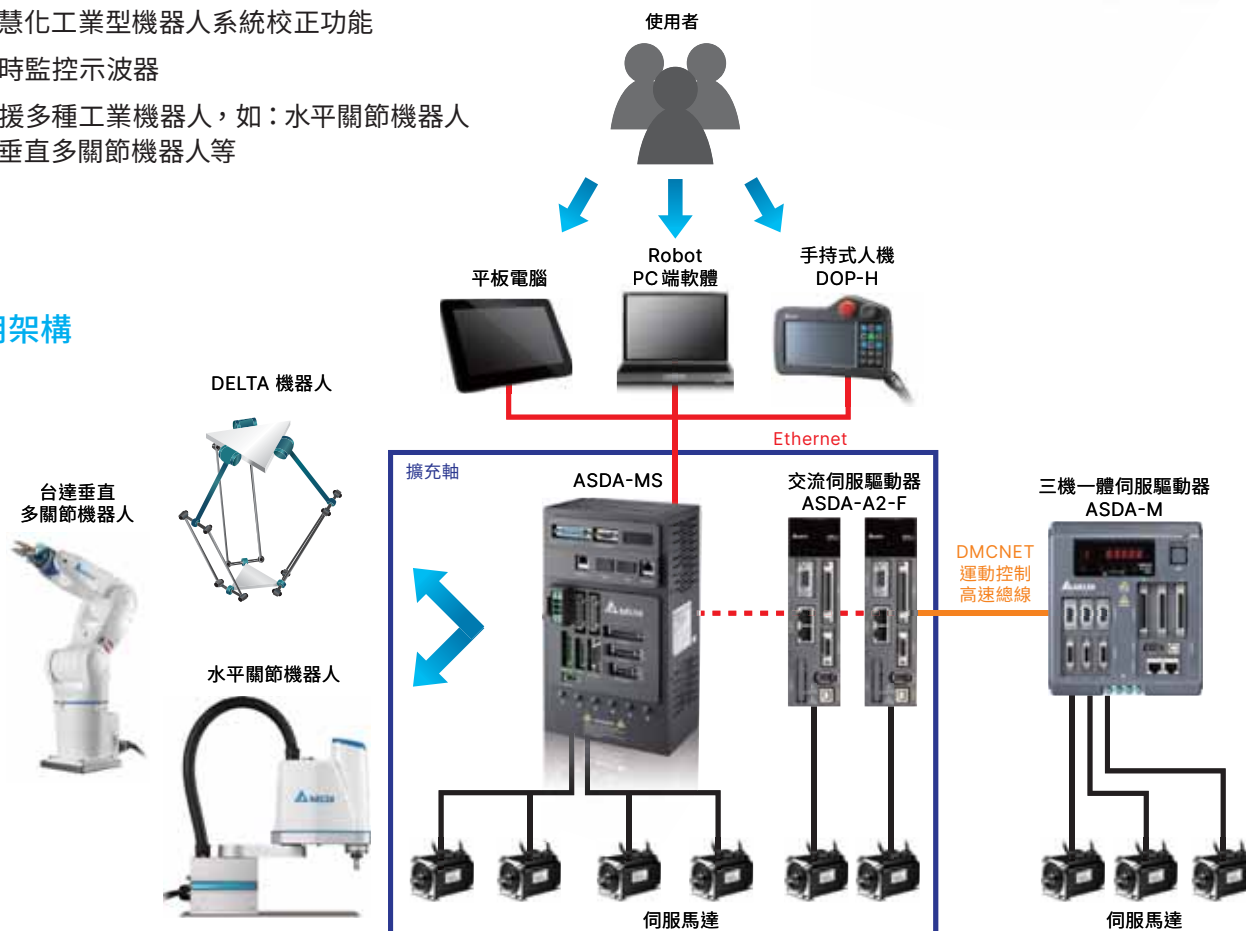 慧化工業型機器人系統校正功能
時監控示波器
援多種工業機器人，如：水平關節機器人
垂直多關節機器人等
使用者
平板電腦
Robot
PC端軟體
手持式人機
DOP-H
用架構
DELTA 機器人
Ethernet
台達垂直
多關節機器人
擴充軸
ASDA-MS
交流伺服驅動器
ASDA-A2-F
三機一體伺服驅動器
ASDA-M
DMCNET
運動控制
高速總線
水平關節機器人
伺服馬達
伺服馬達